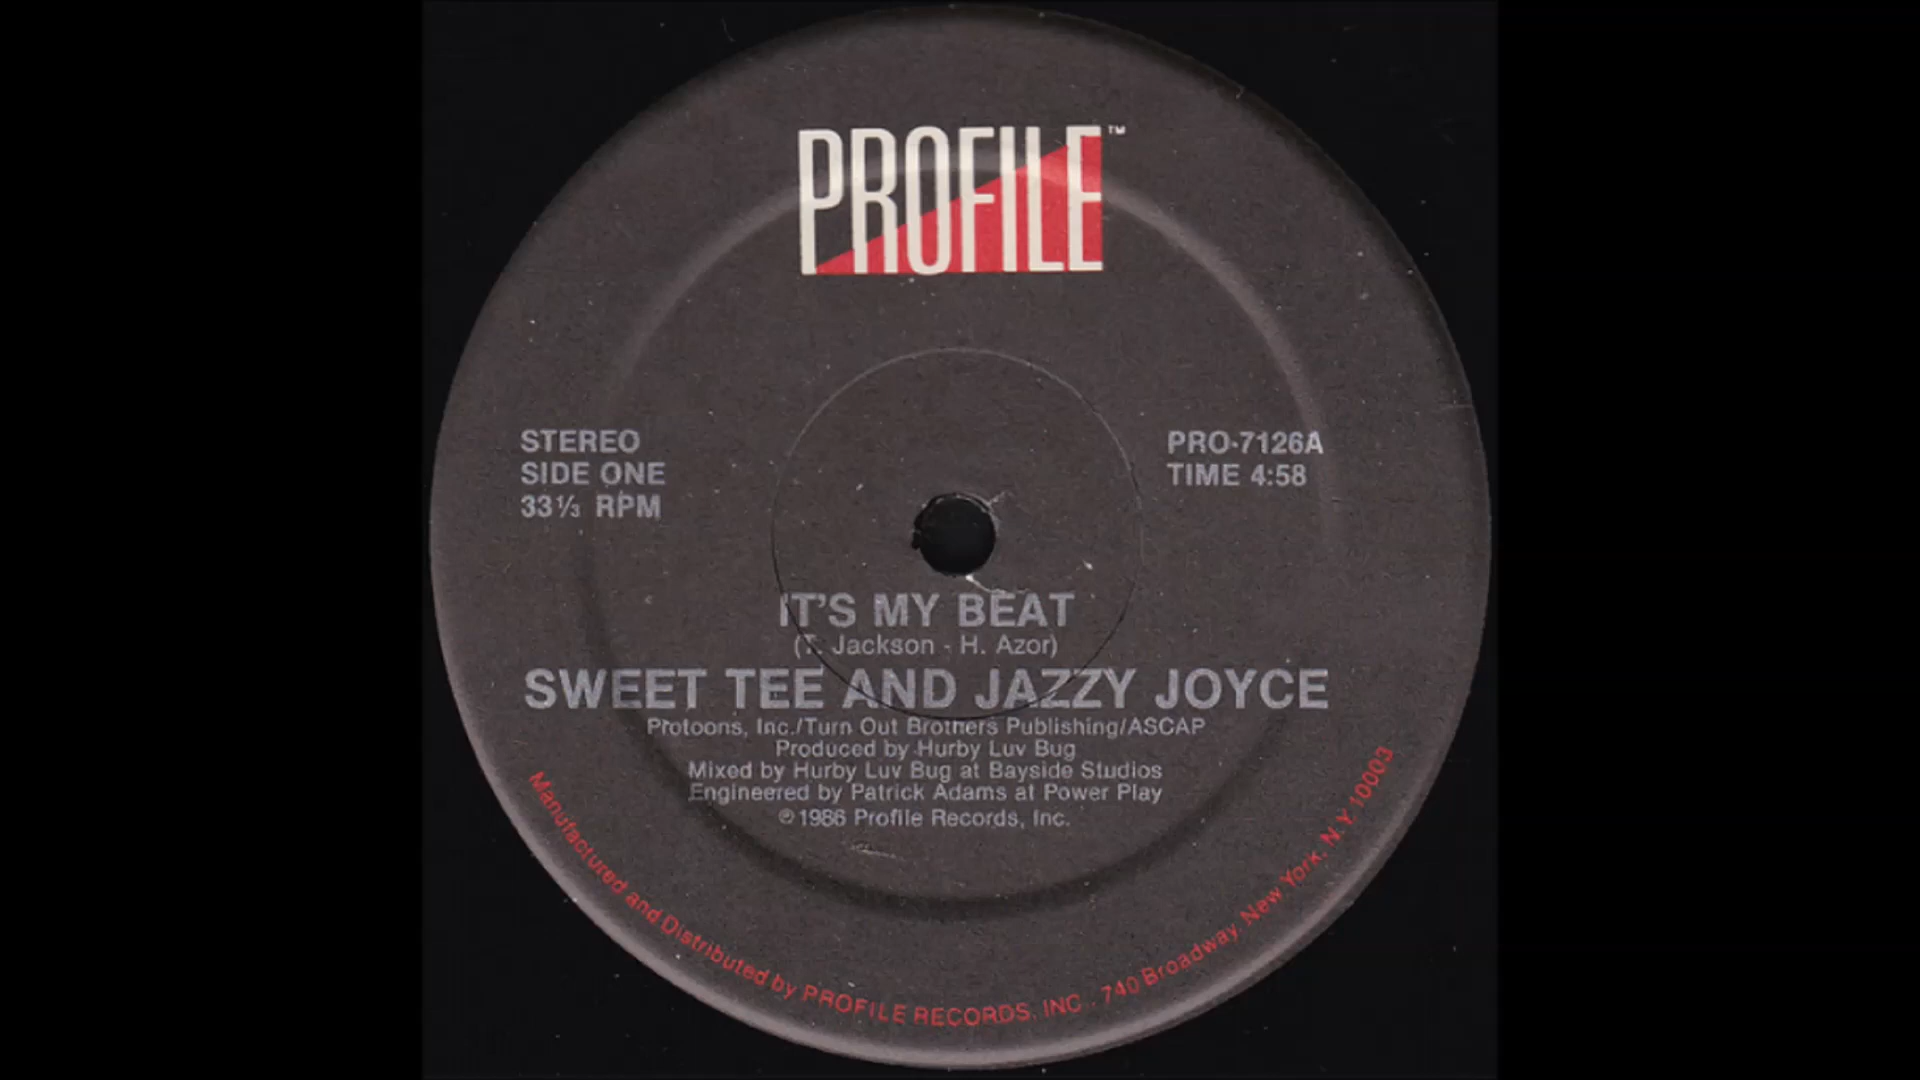 PROFILE™
STEREO
SIDE ONE
33⅓ RPM
PRO-7126A
TIME 4:58
IT'S MY BEAT
(T. Jackson - H. Azor)
SWEET TEE AND JAZZY JOYCE
Protoons, Inc./Turn Out Brothers Publishing/ASCAP
Produced by Hurby Luv Bug
Mixed by Hurby Luv Bug at Bayside Studios
Engineered by Patrick Adams at Power Play
℗1986 Profile Records, Inc.
Manufactured and Distributed by PROFILE RECORDS, INC., 740 Broadway, New York, N.Y 10003